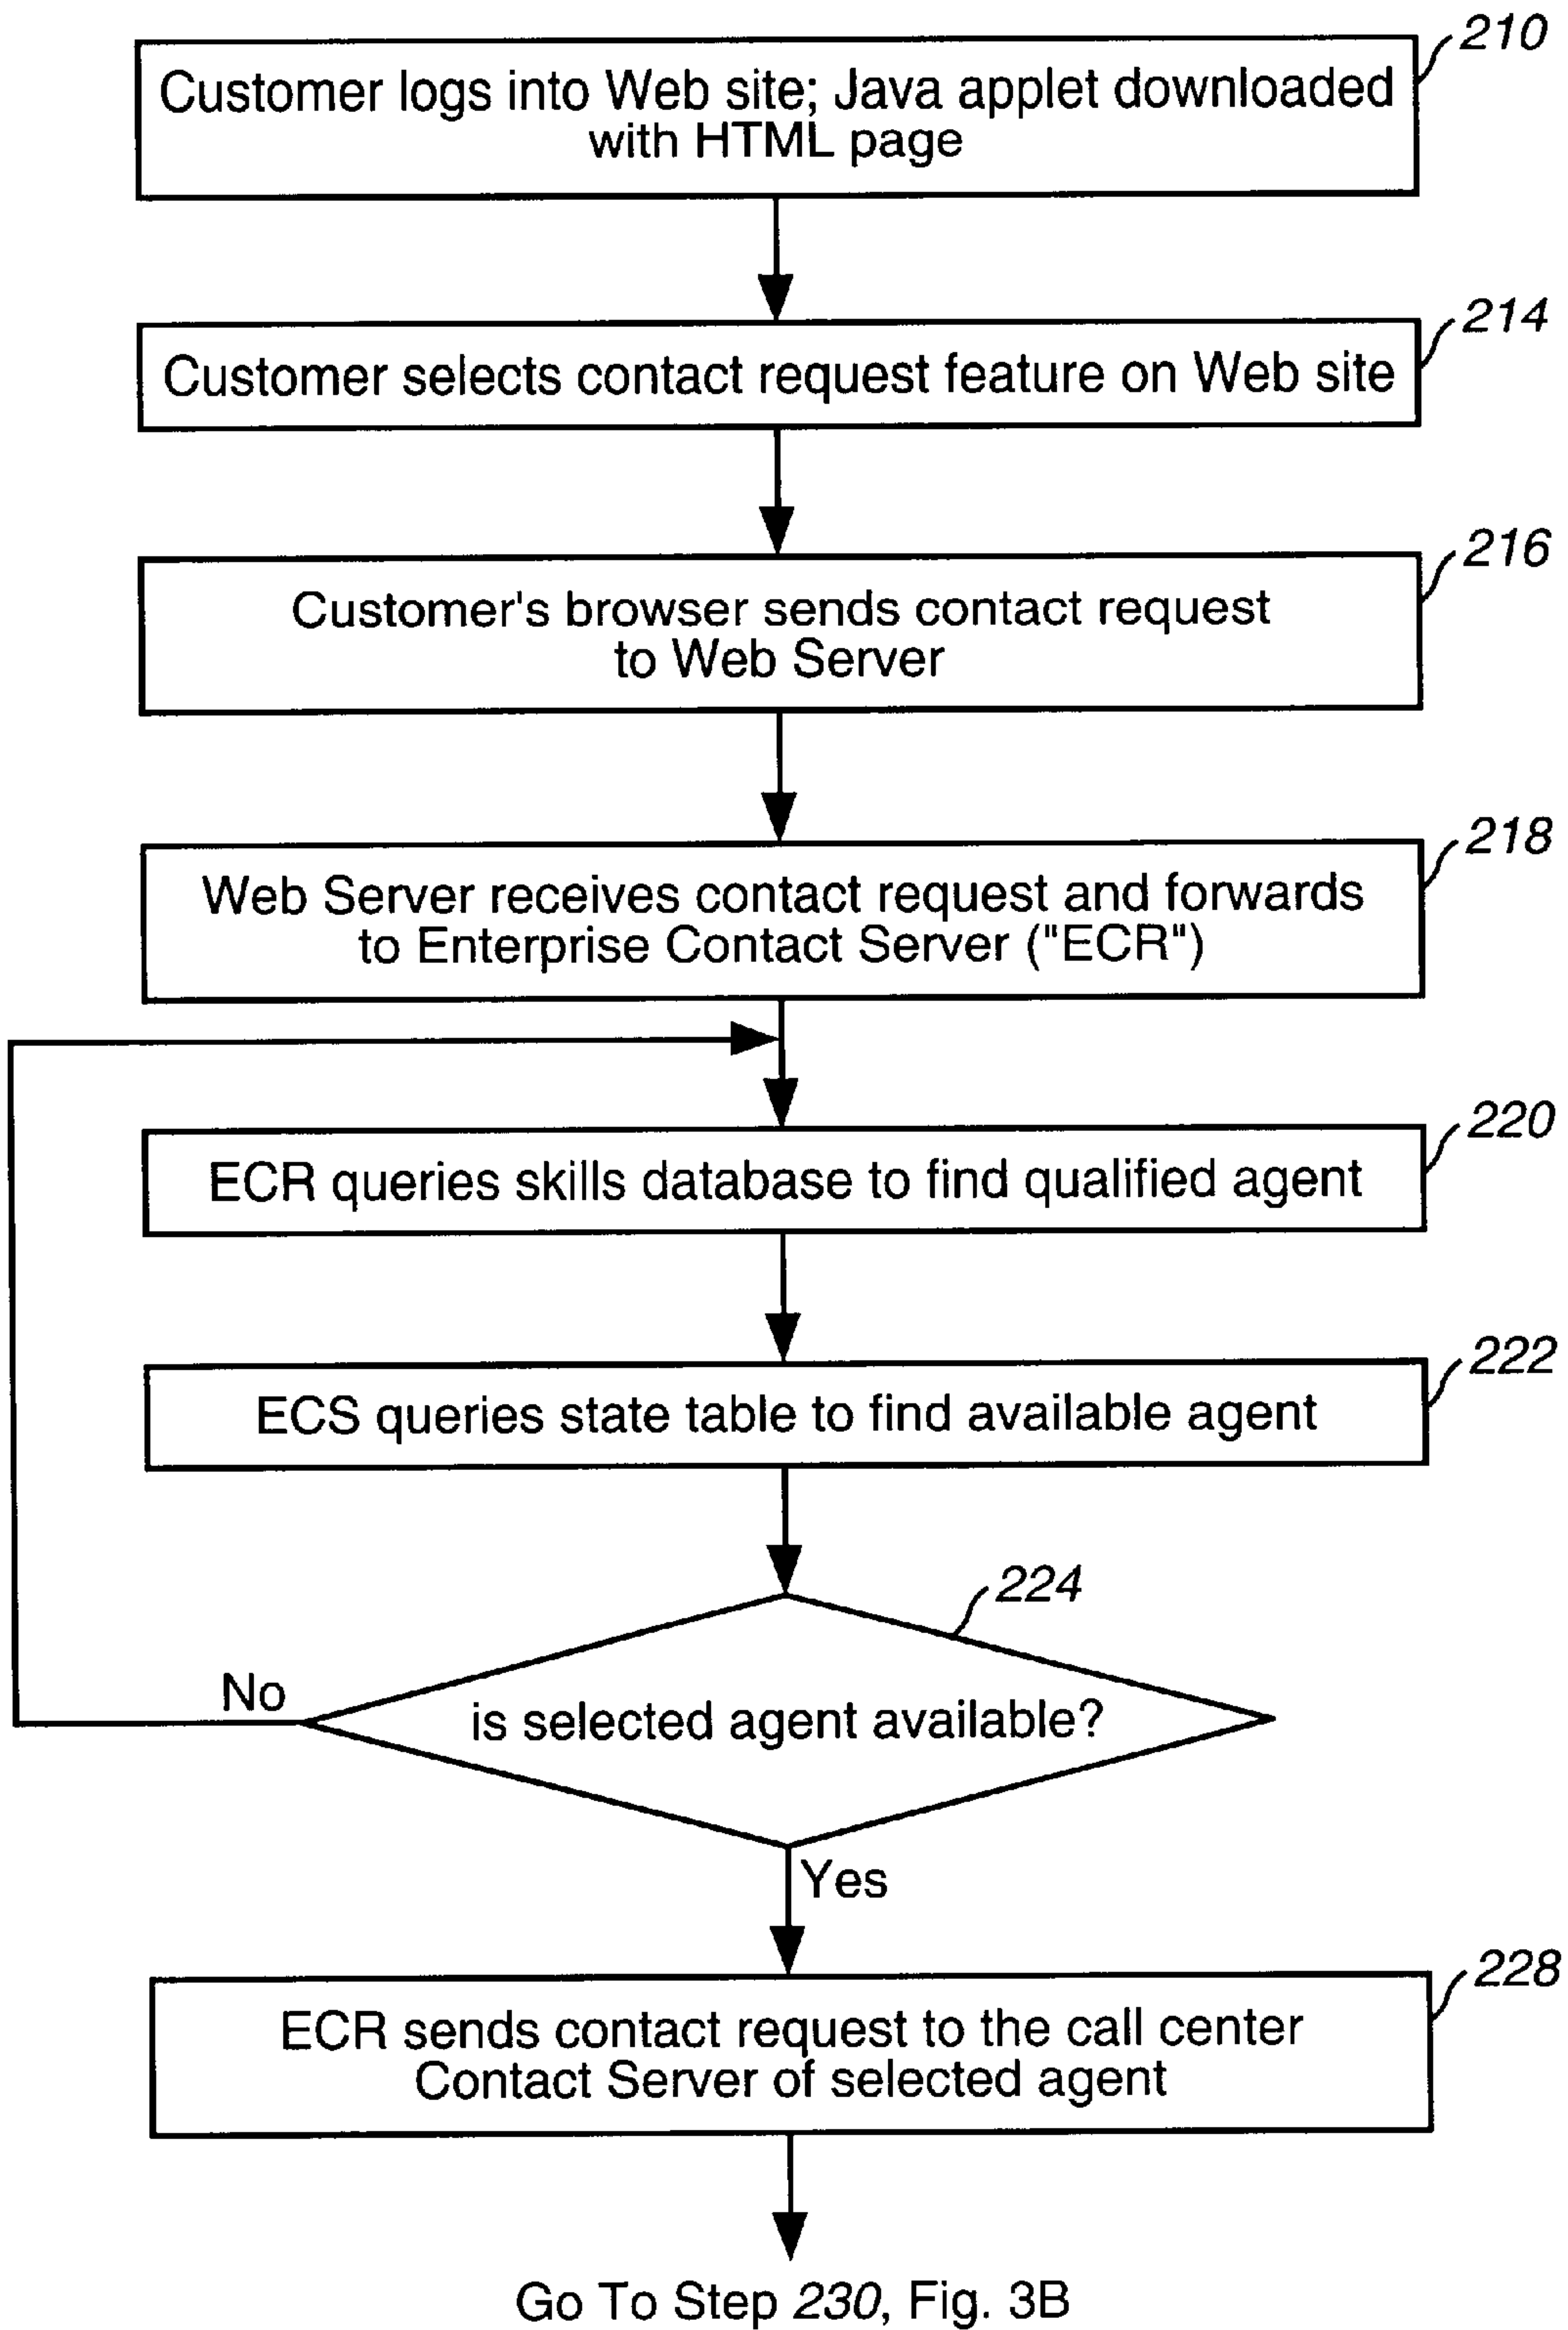 210
Customer logs into Web site; Java applet downloaded
with HTML page
214
Customer selects contact request feature on Web site
216
Customer's browser sends contact request
to Web Server
218
Web Server receives contact request and forwards
to Enterprise Contact Server ("ECR")
220
ECR queries skills database to find qualified agent
222
ECS queries state table to find available agent
224
No
is selected agent available?
Yes
228
ECR sends contact request to the call center
Contact Server of selected agent
Go To Step 230, Fig. 3B